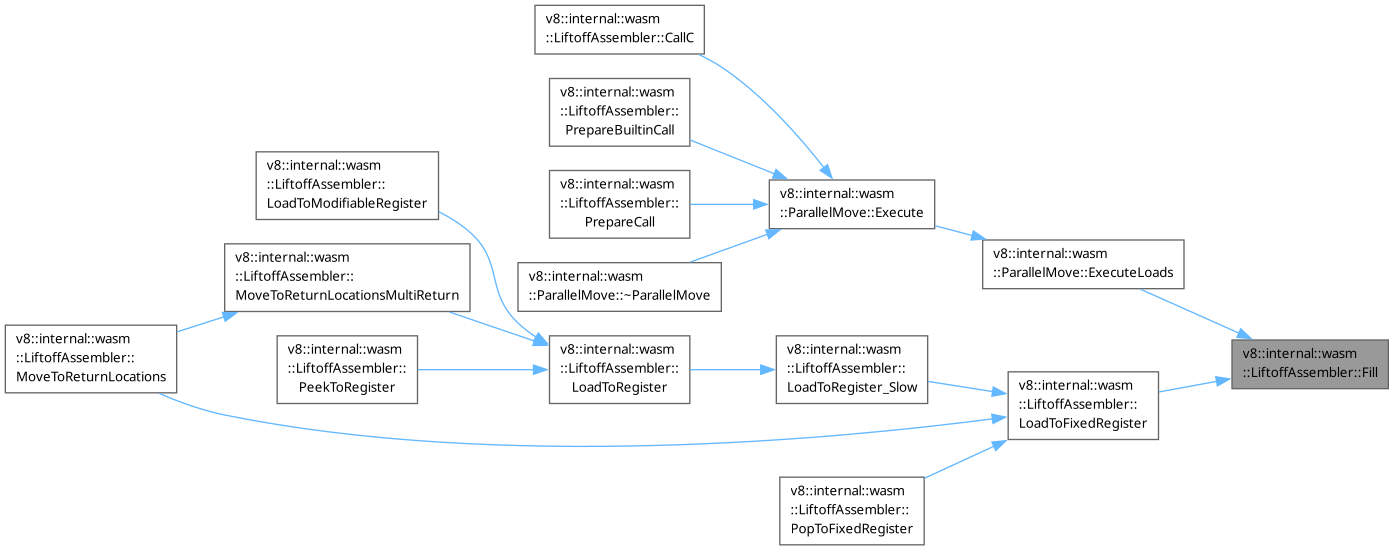 v8::internal::wasm
::LiftoffAssembler::CallC
v8::internal::wasm
::LiftoffAssembler::
PrepareBuiltinCall
v8::internal::wasm
::LiftoffAssembler::
LoadToModifiableRegister
v8::internal::wasm
::LiftoffAssembler::
PrepareCall
v8::internal::wasm
::ParallelMove::Execute
v8::internal::wasm
::LiftoffAssembler::
MoveToReturnLocationsMultiReturn
v8::internal::wasm
::ParallelMove::~ParallelMove
v8::internal::wasm
::ParallelMove::ExecuteLoads
v8::internal::wasm
::LiftoffAssembler::
MoveToReturnLocations
v8::internal::wasm
::LiftoffAssembler::
PeekToRegister
v8::internal::wasm
::LiftoffAssembler::
LoadToRegister
v8::internal::wasm
::LiftoffAssembler::
LoadToRegister_Slow
v8::internal::wasm
::LiftoffAssembler::Fill
v8::internal::wasm
::LiftoffAssembler::
LoadToFixedRegister
v8::internal::wasm
::LiftoffAssembler::
PopToFixedRegister